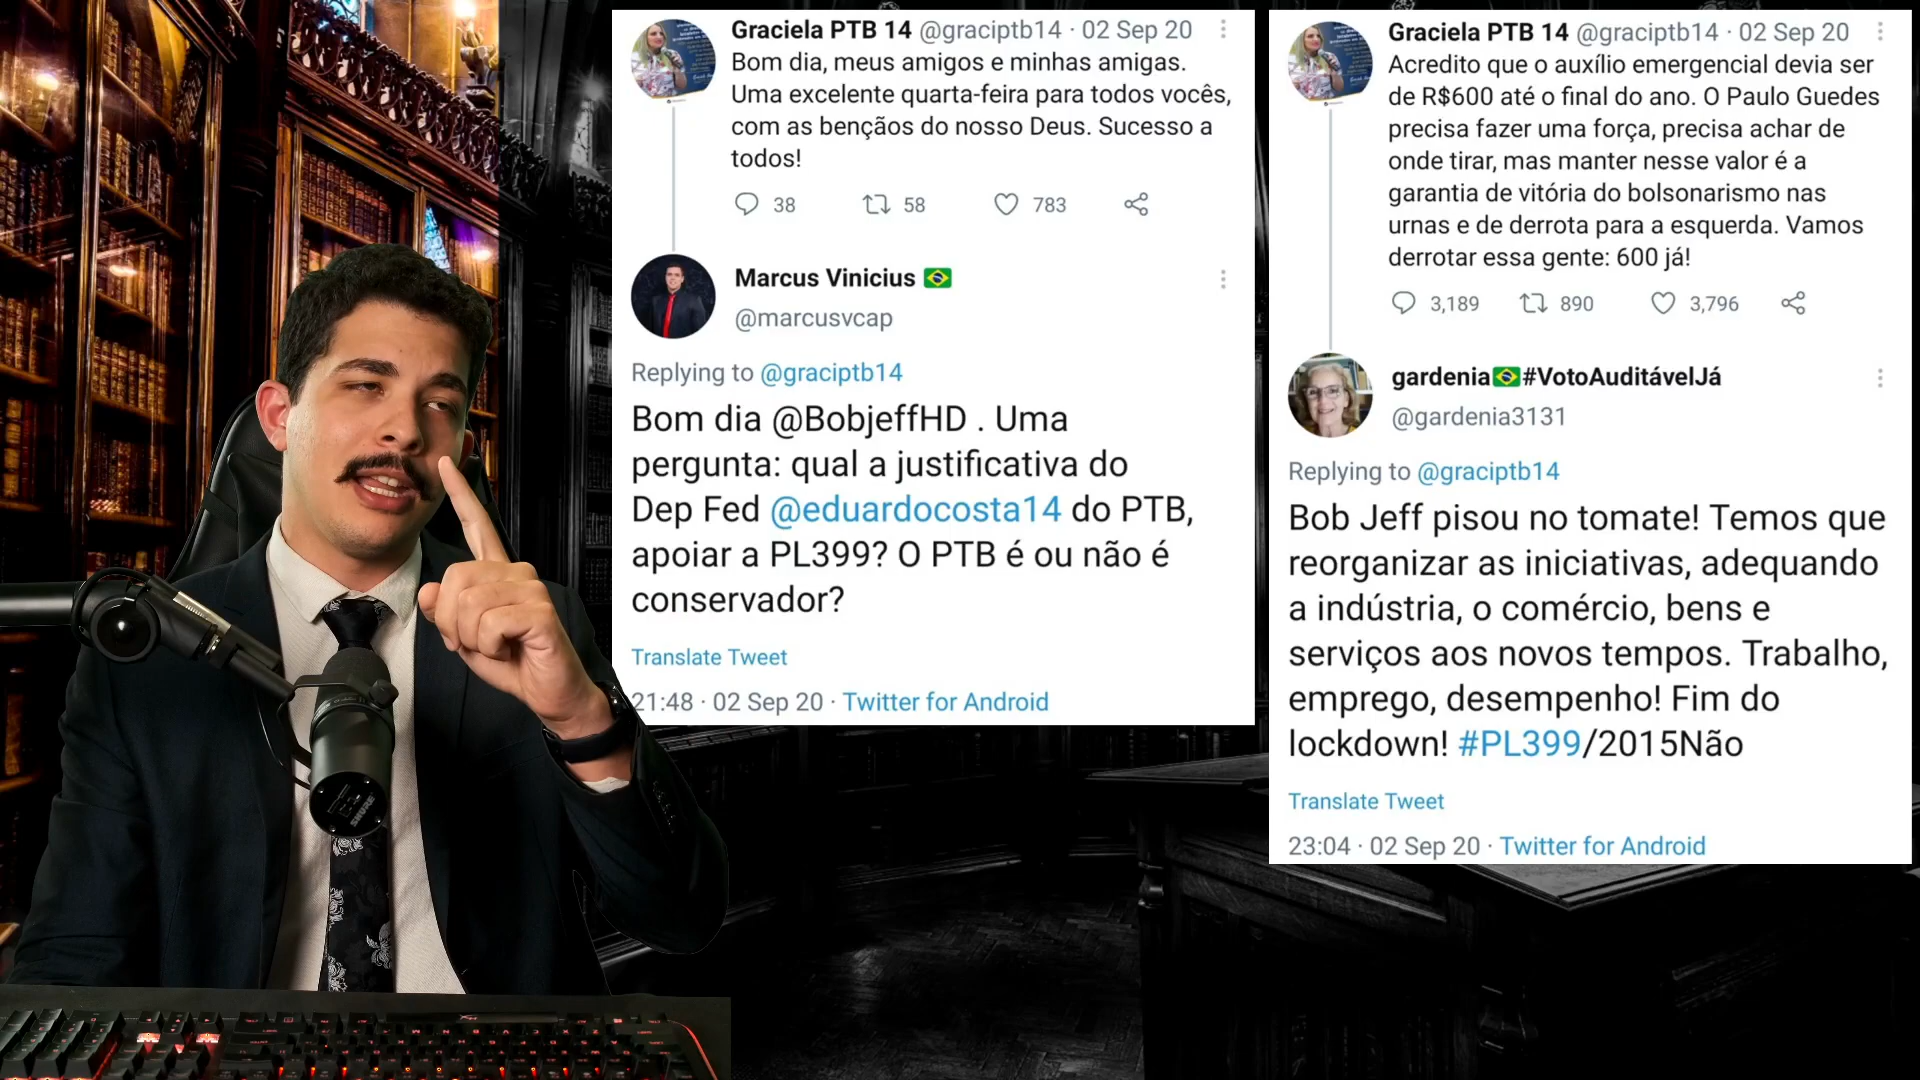 Graciela PTB 14 @graciptb14 · 02 Sep 20
Bom dia, meus amigos e minhas amigas.
Uma excelente quarta-feira para todos vocês,
com as bençãos do nosso Deus. Sucesso a
todos!
38 58 783
Marcus Vinicius
@marcusvcap
Replying to @graciptb14
Bom dia @BobjeffHD . Uma
pergunta: qual a justificativa do
Dep Fed @eduardocosta14 do PTB,
apoiar a PL399? O PTB é ou não é
conservador?
Translate Tweet
21:48 · 02 Sep 20 · Twitter for Android
Graciela PTB 14 @graciptb14 · 02 Sep 20
Acredito que o auxílio emergencial devia ser
de R$600 até o final do ano. O Paulo Guedes
precisa fazer uma força, precisa achar de
onde tirar, mas manter nesse valor é a
garantia de vitória do bolsonarismo nas
urnas e de derrota para a esquerda. Vamos
derrotar essa gente: 600 já!
3,189 890 3,796
gardenia #VotoAuditávelJá
@gardenia3131
Replying to @graciptb14
Bob Jeff pisou no tomate! Temos que
reorganizar as iniciativas, adequando
a indústria, o comércio, bens e
serviços aos novos tempos. Trabalho,
emprego, desempenho! Fim do
lockdown! #PL399/2015Não
Translate Tweet
23:04 · 02 Sep 20 · Twitter for Android
SHURE